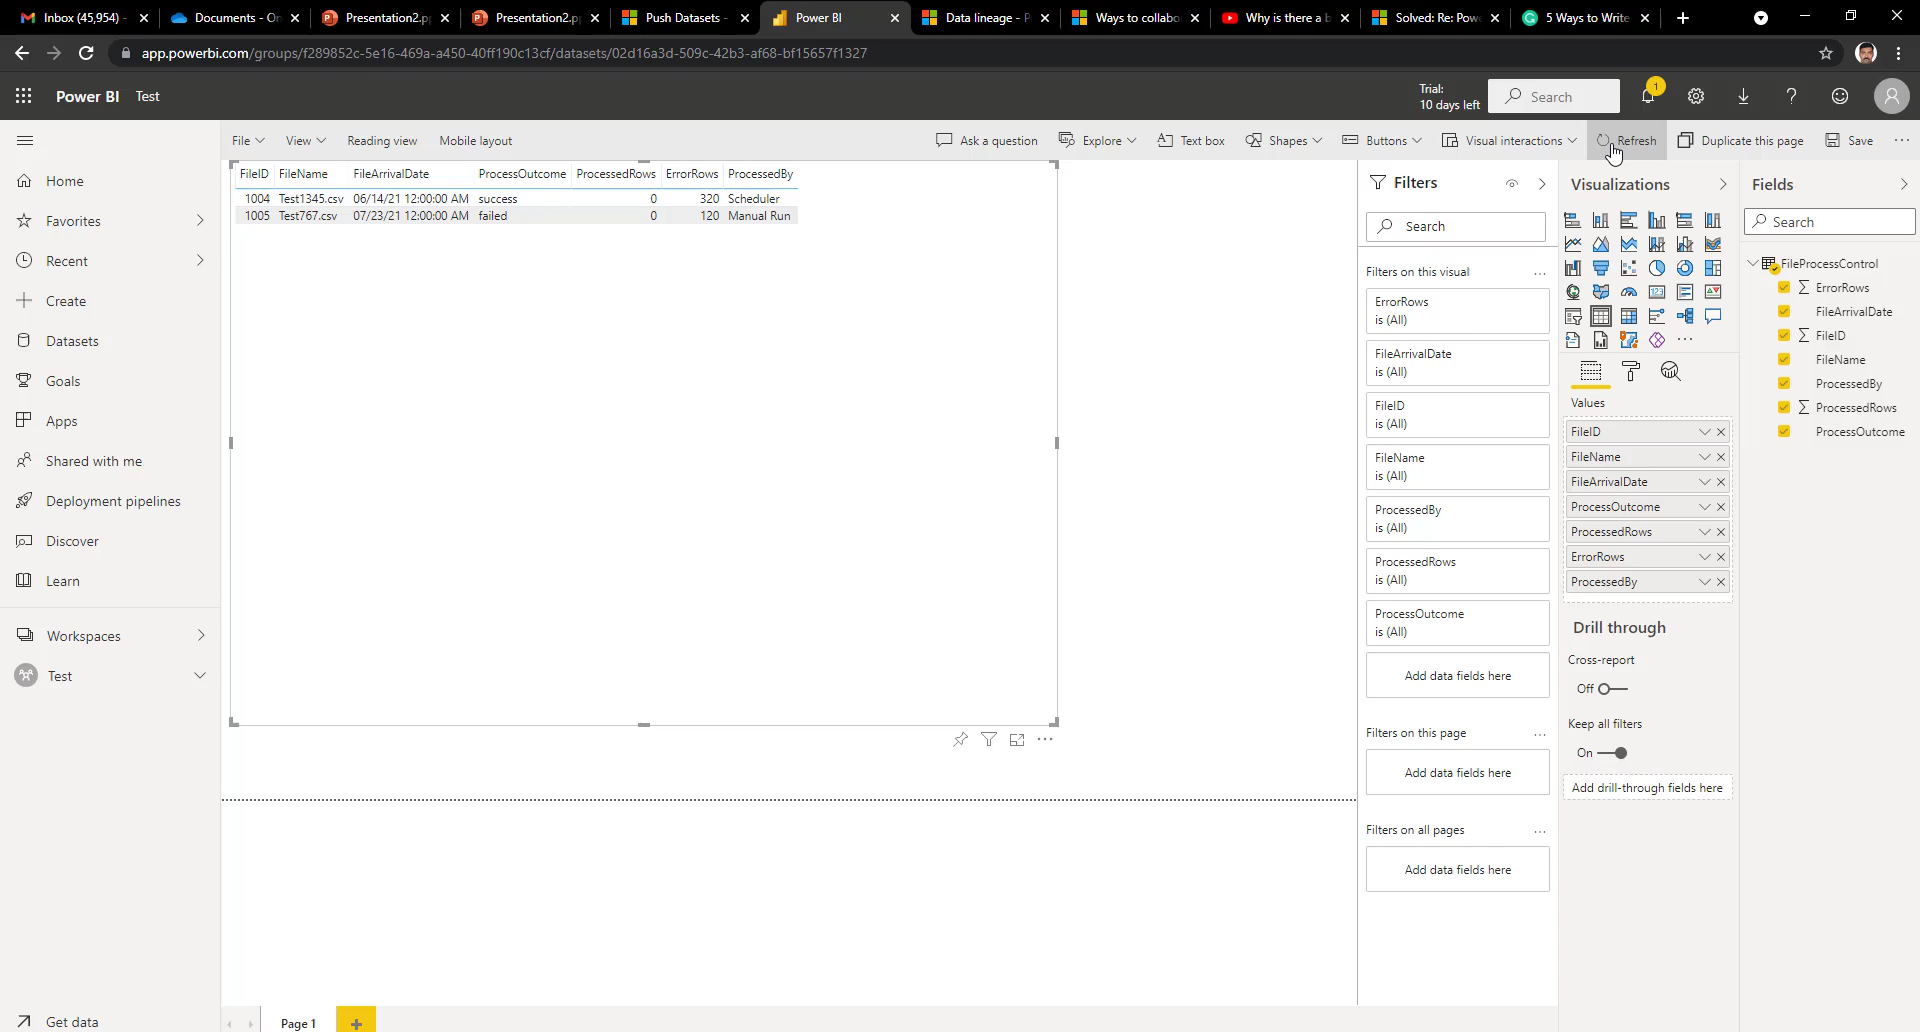 Inbox (45,954) -
Documents - On
Presentation2.p
Presentation2.p
Push Datasets -
Power BI
Data lineage - P
Ways to collabo
Why is there a b
Solved: Re: Pow
5 Ways to Write
app.powerbi.com/groups/f289852c-5e16-469a-a450-40ff190c13cf/datasets/02d16a3d-509c-42b3-af68-bf15657f1327
Power BI Test
Trial:
10 days left
Search
1
File View Reading view Mobile layout
Ask a question Explore Text box Shapes Buttons Visual interactions Refresh Duplicate this page Save
Home
Favorites
Recent
Create
Datasets
Goals
Apps
Shared with me
Deployment pipelines
Discover
Learn
Workspaces
Test
Get data
FileID FileName FileArrivalDate ProcessOutcome ProcessedRows ErrorRows ProcessedBy
1004 Test1345.csv 06/14/21 12:00:00 AM success 0 320 Scheduler
1005 Test767.csv 07/23/21 12:00:00 AM failed 0 120 Manual Run
Page 1
Filters
Search
Filters on this visual
ErrorRows
is (All)
FileArrivalDate
is (All)
FileID
is (All)
FileName
is (All)
ProcessedBy
is (All)
ProcessedRows
is (All)
ProcessOutcome
is (All)
Add data fields here
Filters on this page
Add data fields here
Filters on all pages
Add data fields here
Visualizations
Values
FileID
FileName
FileArrivalDate
ProcessOutcome
ProcessedRows
ErrorRows
ProcessedBy
Drill through
Cross-report
Off
Keep all filters
On
Add drill-through fields here
Fields
Search
FileProcessControl
ErrorRows
FileArrivalDate
FileID
FileName
ProcessedBy
ProcessedRows
ProcessOutcome